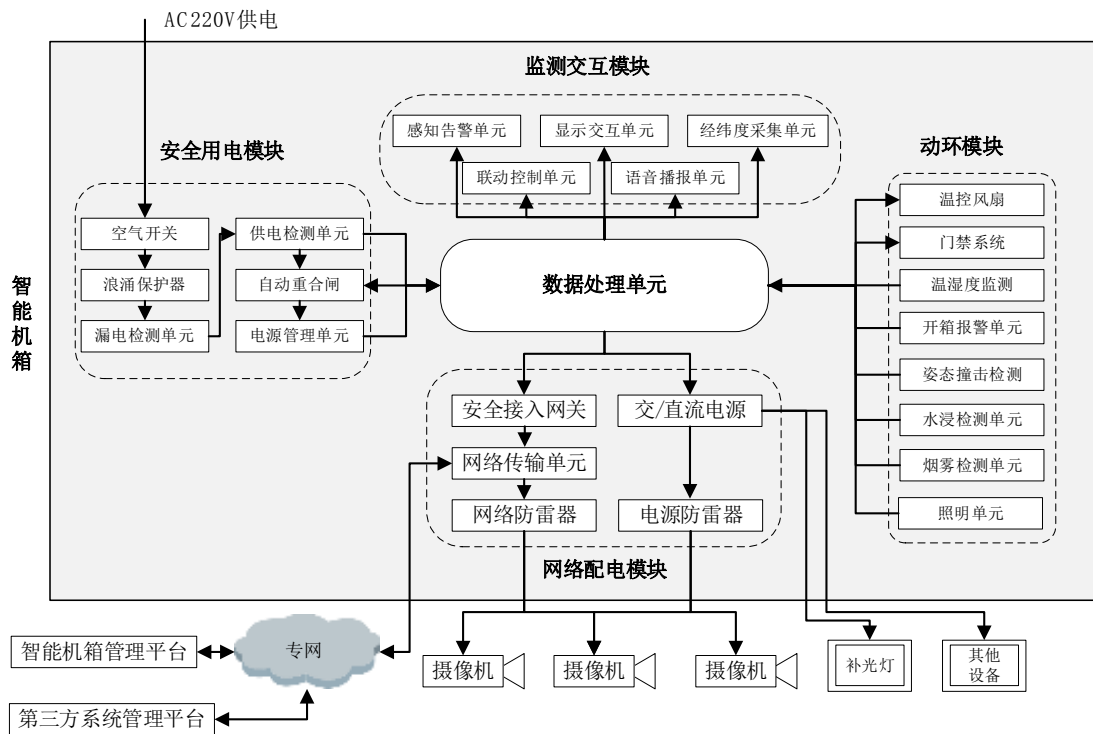 AC220V供电
监测交互模块
感知告警单元
显示交互单元
经纬度采集单元
联动控制单元
语音播报单元
安全用电模块
空气开关
供电检测单元
浪涌保护器
自动重合闸
漏电检测单元
电源管理单元
数据处理单元
动环模块
温控风扇
门禁系统
温湿度监测
开箱报警单元
姿态撞击检测
水浸检测单元
烟雾检测单元
照明单元
智能机箱
安全接入网关
交/直流电源
网络传输单元
网络防雷器
电源防雷器
网络配电模块
智能机箱管理平台
专网
第三方系统管理平台
摄像机
摄像机
摄像机
补光灯
其他
设备